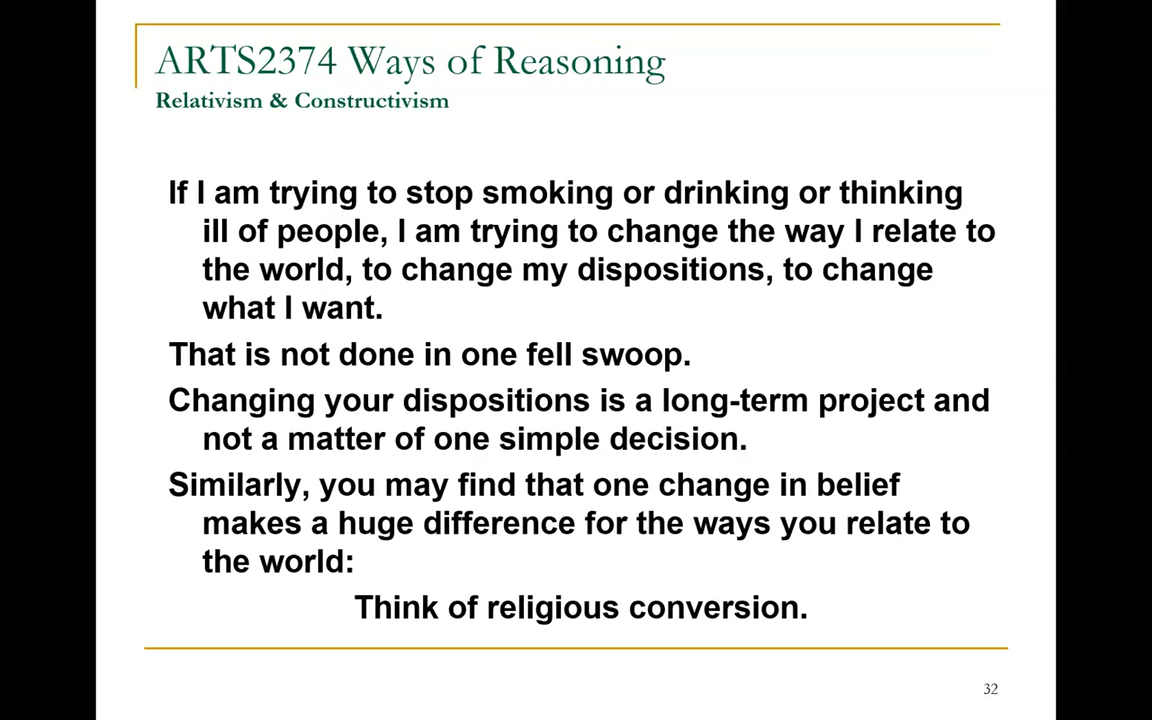 ARTS2374 Ways of Reasoning
Relativism & Constructivism
If I am trying to stop smoking or drinking or thinking
ill of people, I am trying to change the way I relate to
the world, to change my dispositions, to change
what I want.
That is not done in one fell swoop.
Changing your dispositions is a long-term project and
not a matter of one simple decision.
Similarly, you may find that one change in belief
makes a huge difference for the ways you relate to
the world:
Think of religious conversion.
32